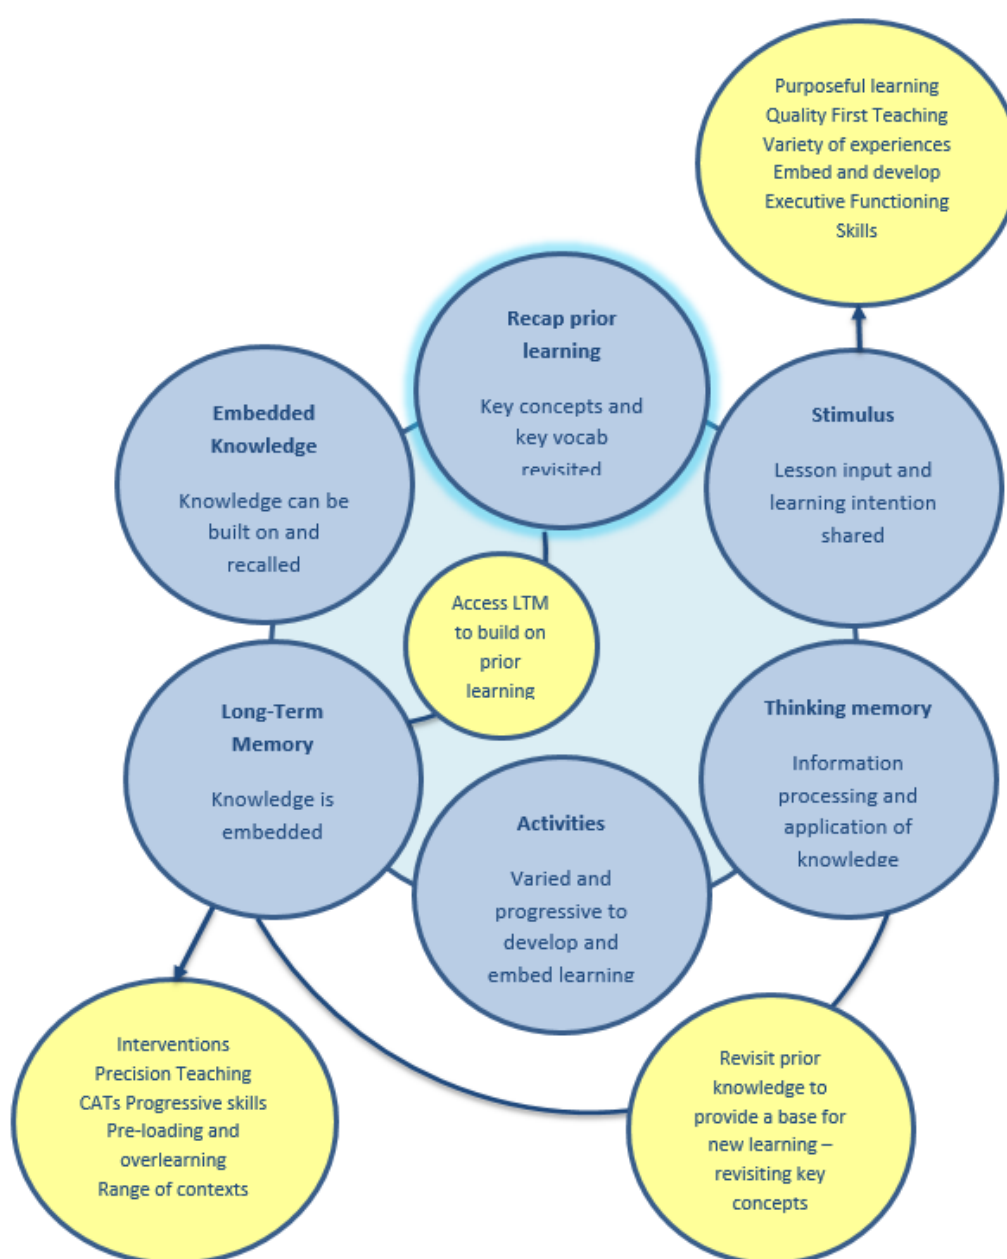 Purposeful learning
Quality First Teaching
Variety of experiences
Embed and develop
Executive Functioning
Skills
Recap prior
learning
Key concepts and
key vocab
revisited
Stimulus
Lesson input and
learning intention
shared
Embedded
Knowledge
Knowledge can be
built on and
recalled
Access LTM
to build on
prior
learning
Long-Term
Memory
Knowledge is
embedded
Thinking memory
Information
processing and
application of
knowledge
Activities
Varied and
progressive to
develop and
embed learning
Interventions
Precision Teaching
CATs Progressive skills
Pre-loading and
overlearning
Range of contexts
Revisit prior
knowledge to
provide a base for
new learning –
revisiting key
concepts